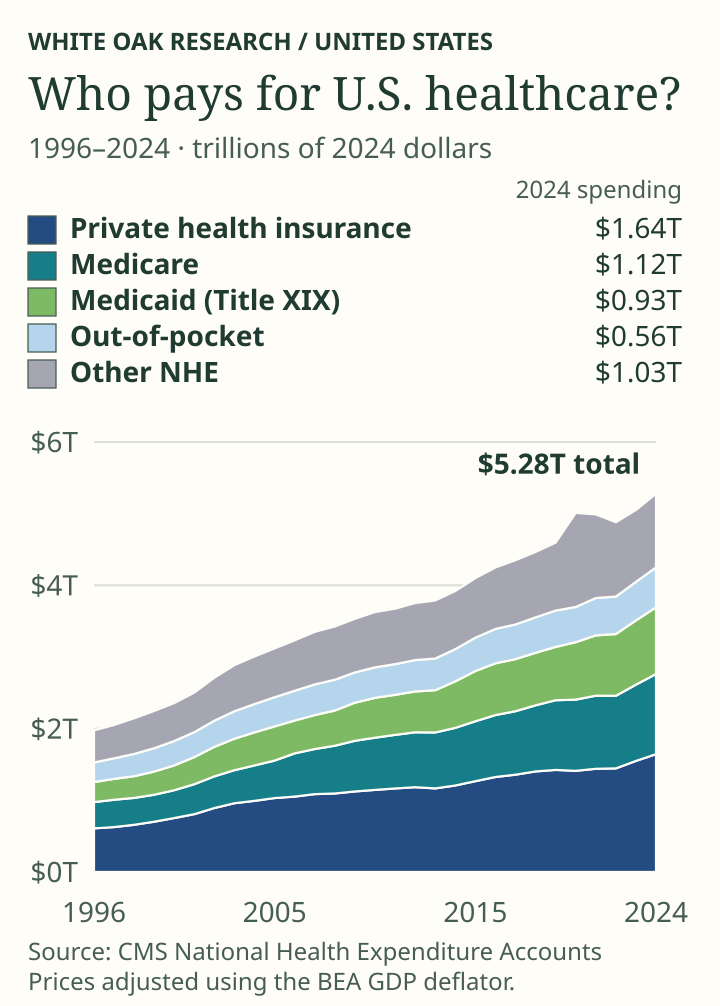 WHITE OAK RESEARCH / UNITED STATES
Who pays for U.S. healthcare?
1996–2024 · trillions of 2024 dollars
2024 spending
Private health insurance $1.64T
Medicare $1.12T
Medicaid (Title XIX) $0.93T
Out-of-pocket $0.56T
Other NHE $1.03T
$6T
$5.28T total
$4T
$2T
$0T
1996 2005 2015 2024
Source: CMS National Health Expenditure Accounts
Prices adjusted using the BEA GDP deflator.